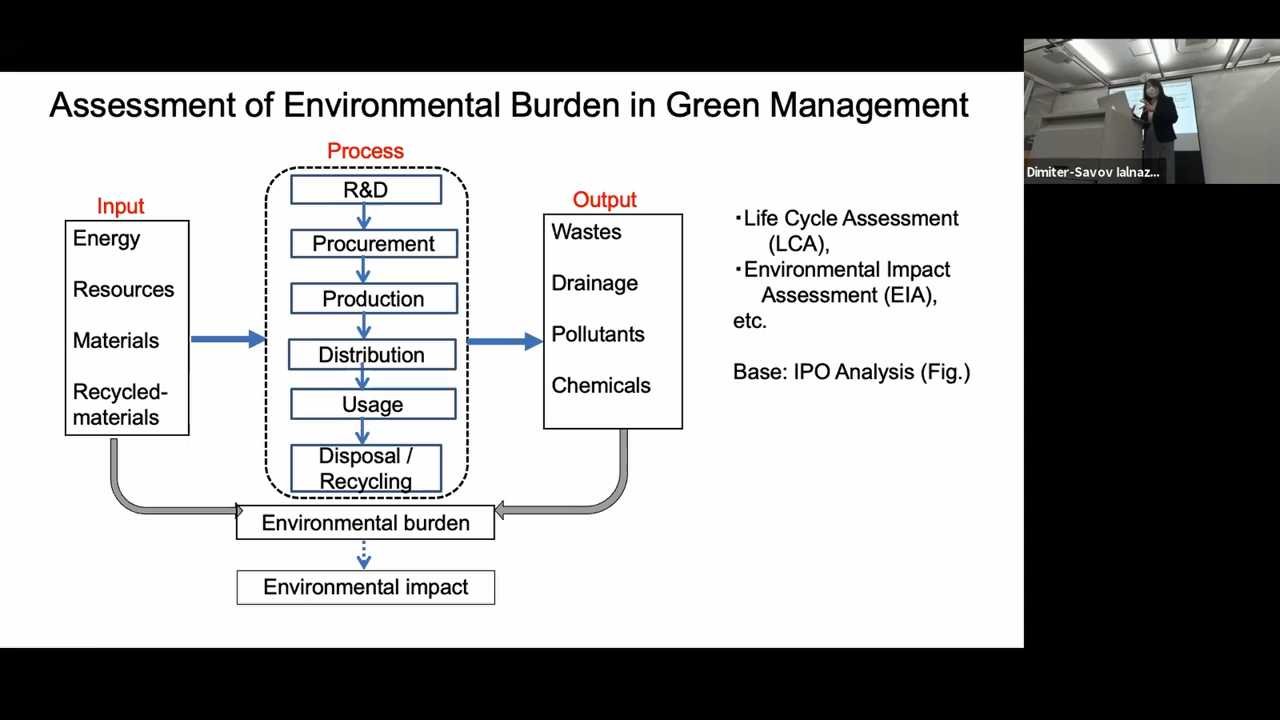 Assessment of Environmental Burden in Green Management
Process
Input
Output
Energy
Resources
Materials
Recycled-
materials
R&D
Procurement
Production
Distribution
Usage
Disposal /
Recycling
Wastes
Drainage
Pollutants
Chemicals
・Life Cycle Assessment
(LCA),
・Environmental Impact
Assessment (EIA),
etc.
Base: IPO Analysis (Fig.)
Environmental burden
Environmental impact
Dimiter-Savov Ialnaz...